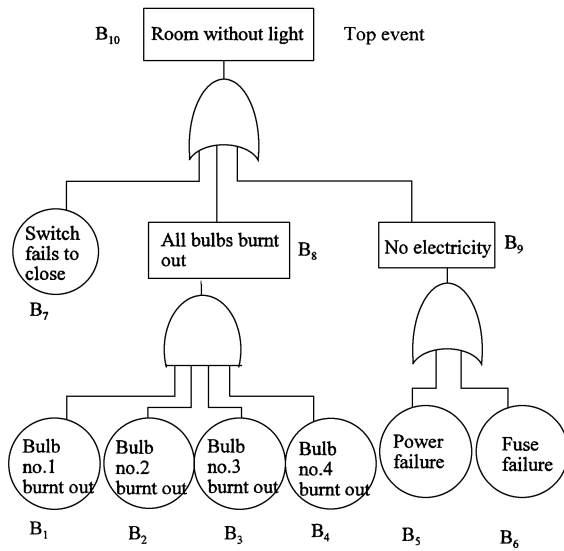 B10 Room without light Top event
Switch
fails to
close
B7
All bulbs burnt
out
B8
No electricity
B9
Bulb
no.1
burnt out
Bulb
no.2
burnt out
Bulb
no.3
burnt out
Bulb
no.4
burnt out
Power
failure
Fuse
failure
B1 B2 B3 B4 B5 B6